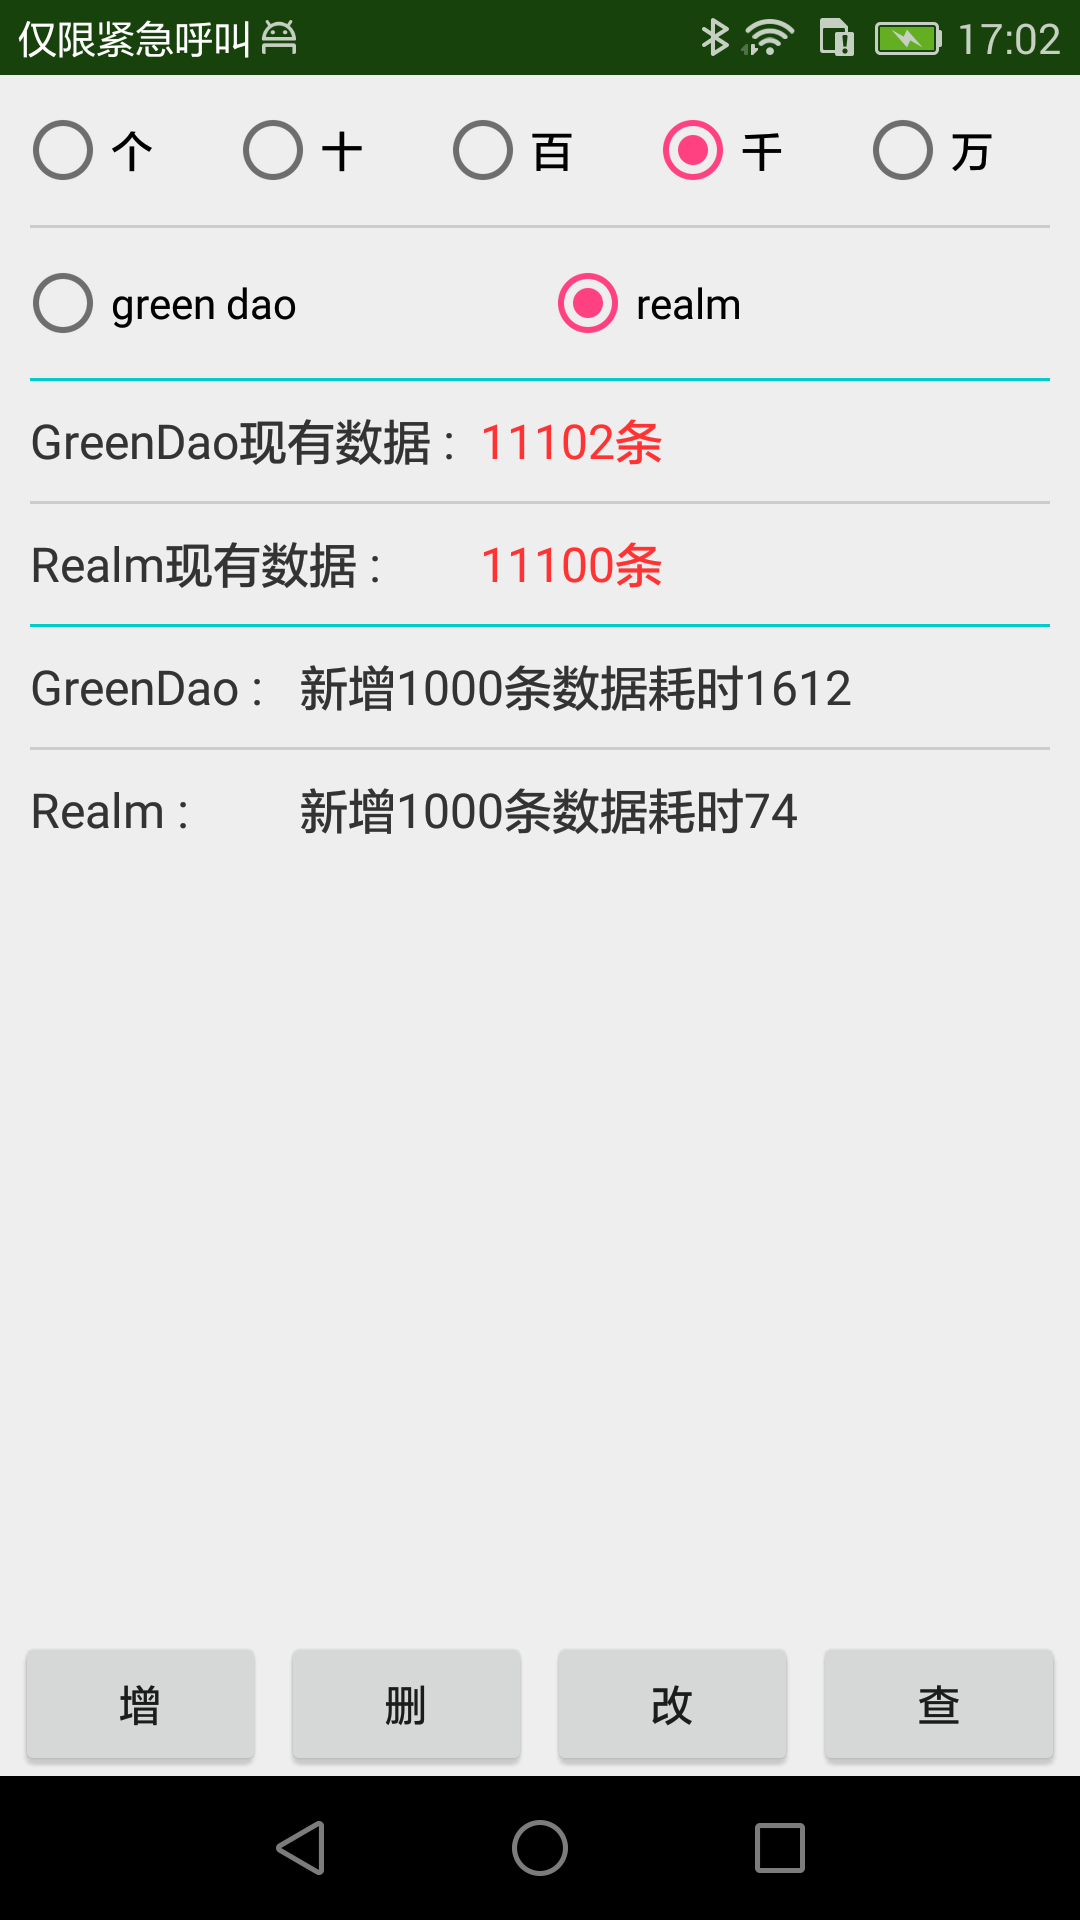 仅限紧急呼叫 17:02
个 十 百 千 万
green dao realm
GreenDao现有数据： 11102条
Realm现有数据： 11100条
GreenDao： 新增1000条数据耗时1612
Realm： 新增1000条数据耗时74
增 删 改 查